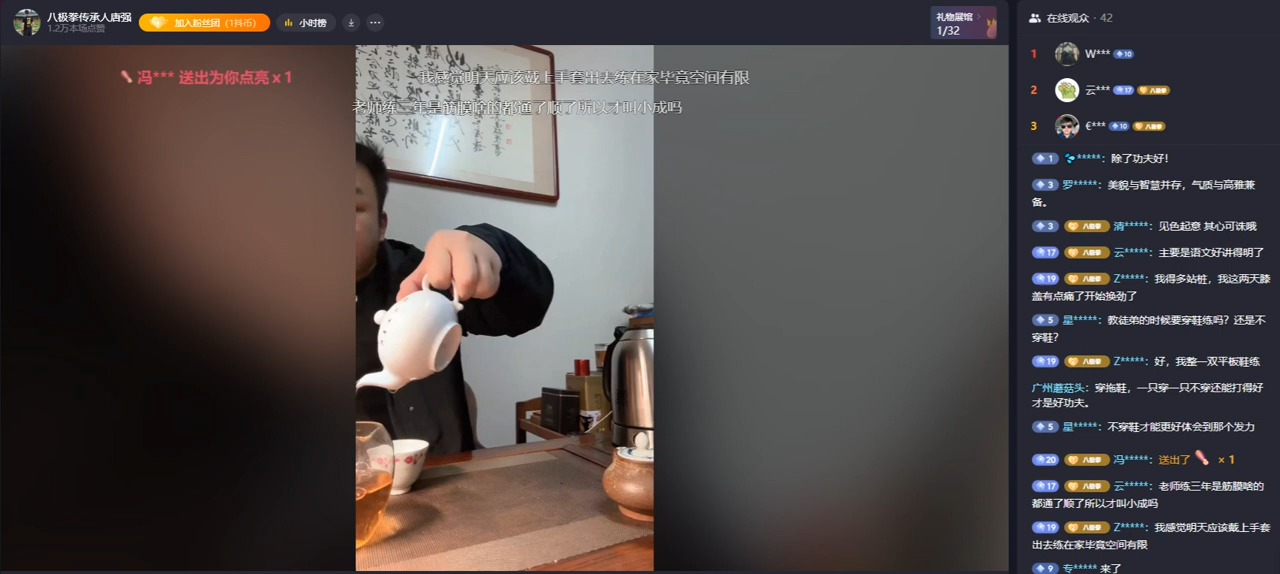 八极拳传承人唐强
1.2万本场点赞
加入粉丝团（1抖币）
小时榜
礼物展馆
1/32
冯*** 送出为你点亮 x 1
我感觉明天应该戴上手套出去练在家毕竟空间有限
老师练三年是筋膜啥的都通了顺了所以才叫小成吗
在线观众 · 42
1 W*** 10
2 云*** 17 八极拳
3 €*** 10 八极拳
1 *****：除了功夫好！
3 罗*****：美貌与智慧并存，气质与高雅兼
备。
3 八极拳 清*****：见色起意 其心可诛哦
17 八极拳 云*****：主要是语文好讲得明了
19 八极拳 Z*****：我得多站桩，我这两天膝
盖有点痛了开始换劲了
5 星*****：教徒弟的时候要穿鞋练吗？还是不
穿鞋？
19 八极拳 Z*****：好，我整一双平板鞋练
广州蘑菇头：穿拖鞋，一只穿一只不穿还能打得好
才是好功夫。
5 星*****：不穿鞋才能更好体会到那个发力
20 八极拳 冯*****：送出了 × 1
17 八极拳 云*****：老师练三年是筋膜啥的
都通了顺了所以才叫小成吗
19 八极拳 Z*****：我感觉明天应该戴上手套
出去练在家毕竟空间有限
9 专***** 来了